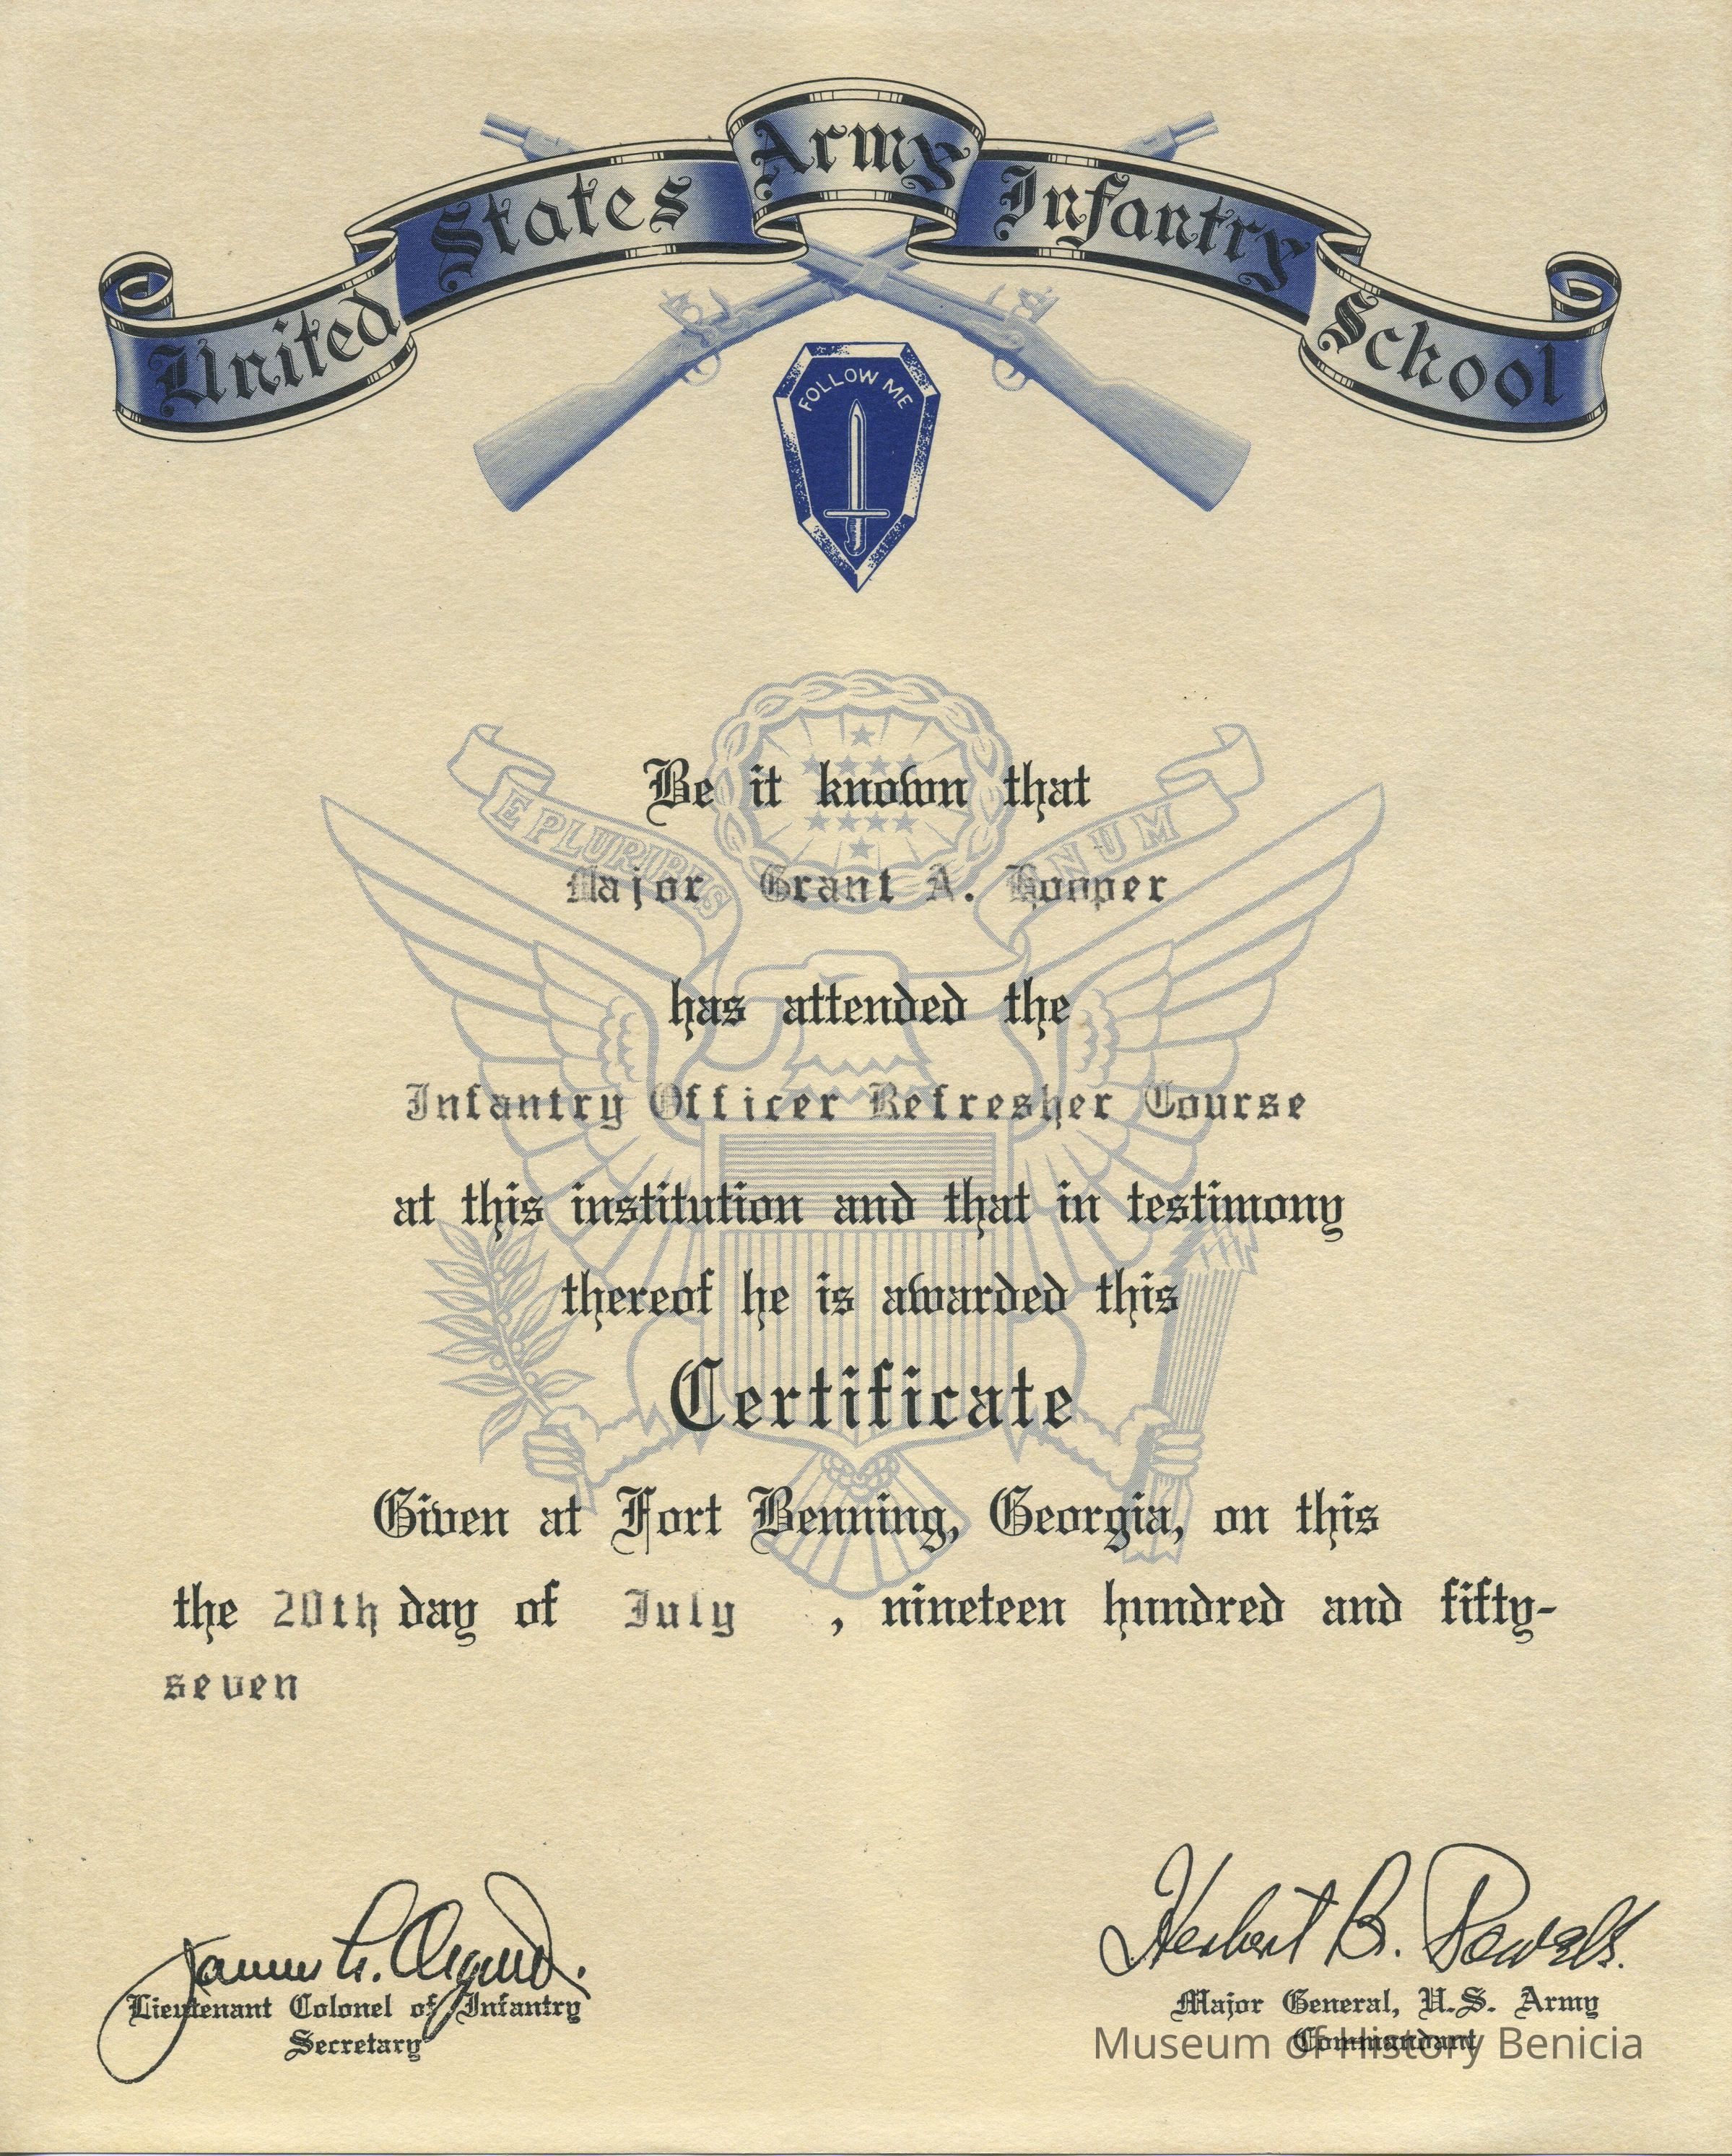 United States Army Infantry School
FOLLOW ME
E PLURIBUS UNUM
Be it known that
Major Grant A. Hooper
has attended the
Infantry Officer Refresher Course
at this institution and that in testimony
thereof he is awarded this
Certificate
Given at Fort Benning, Georgia, on this
the 20th day of July , nineteen hundred and fifty-
seven
Lieutenant Colonel of Infantry
Secretary
Herbert B. Powell.
Major General, U.S. Army
Commandant
Museum of History Benicia